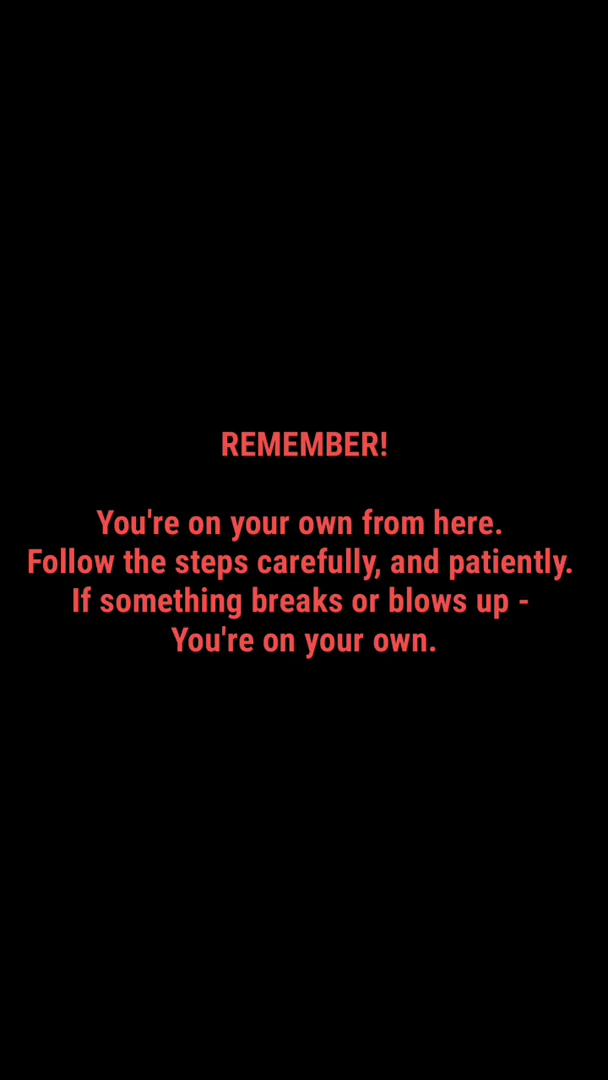 REMEMBER!
You're on your own from here.
Follow the steps carefully, and patiently.
If something breaks or blows up -
You're on your own.